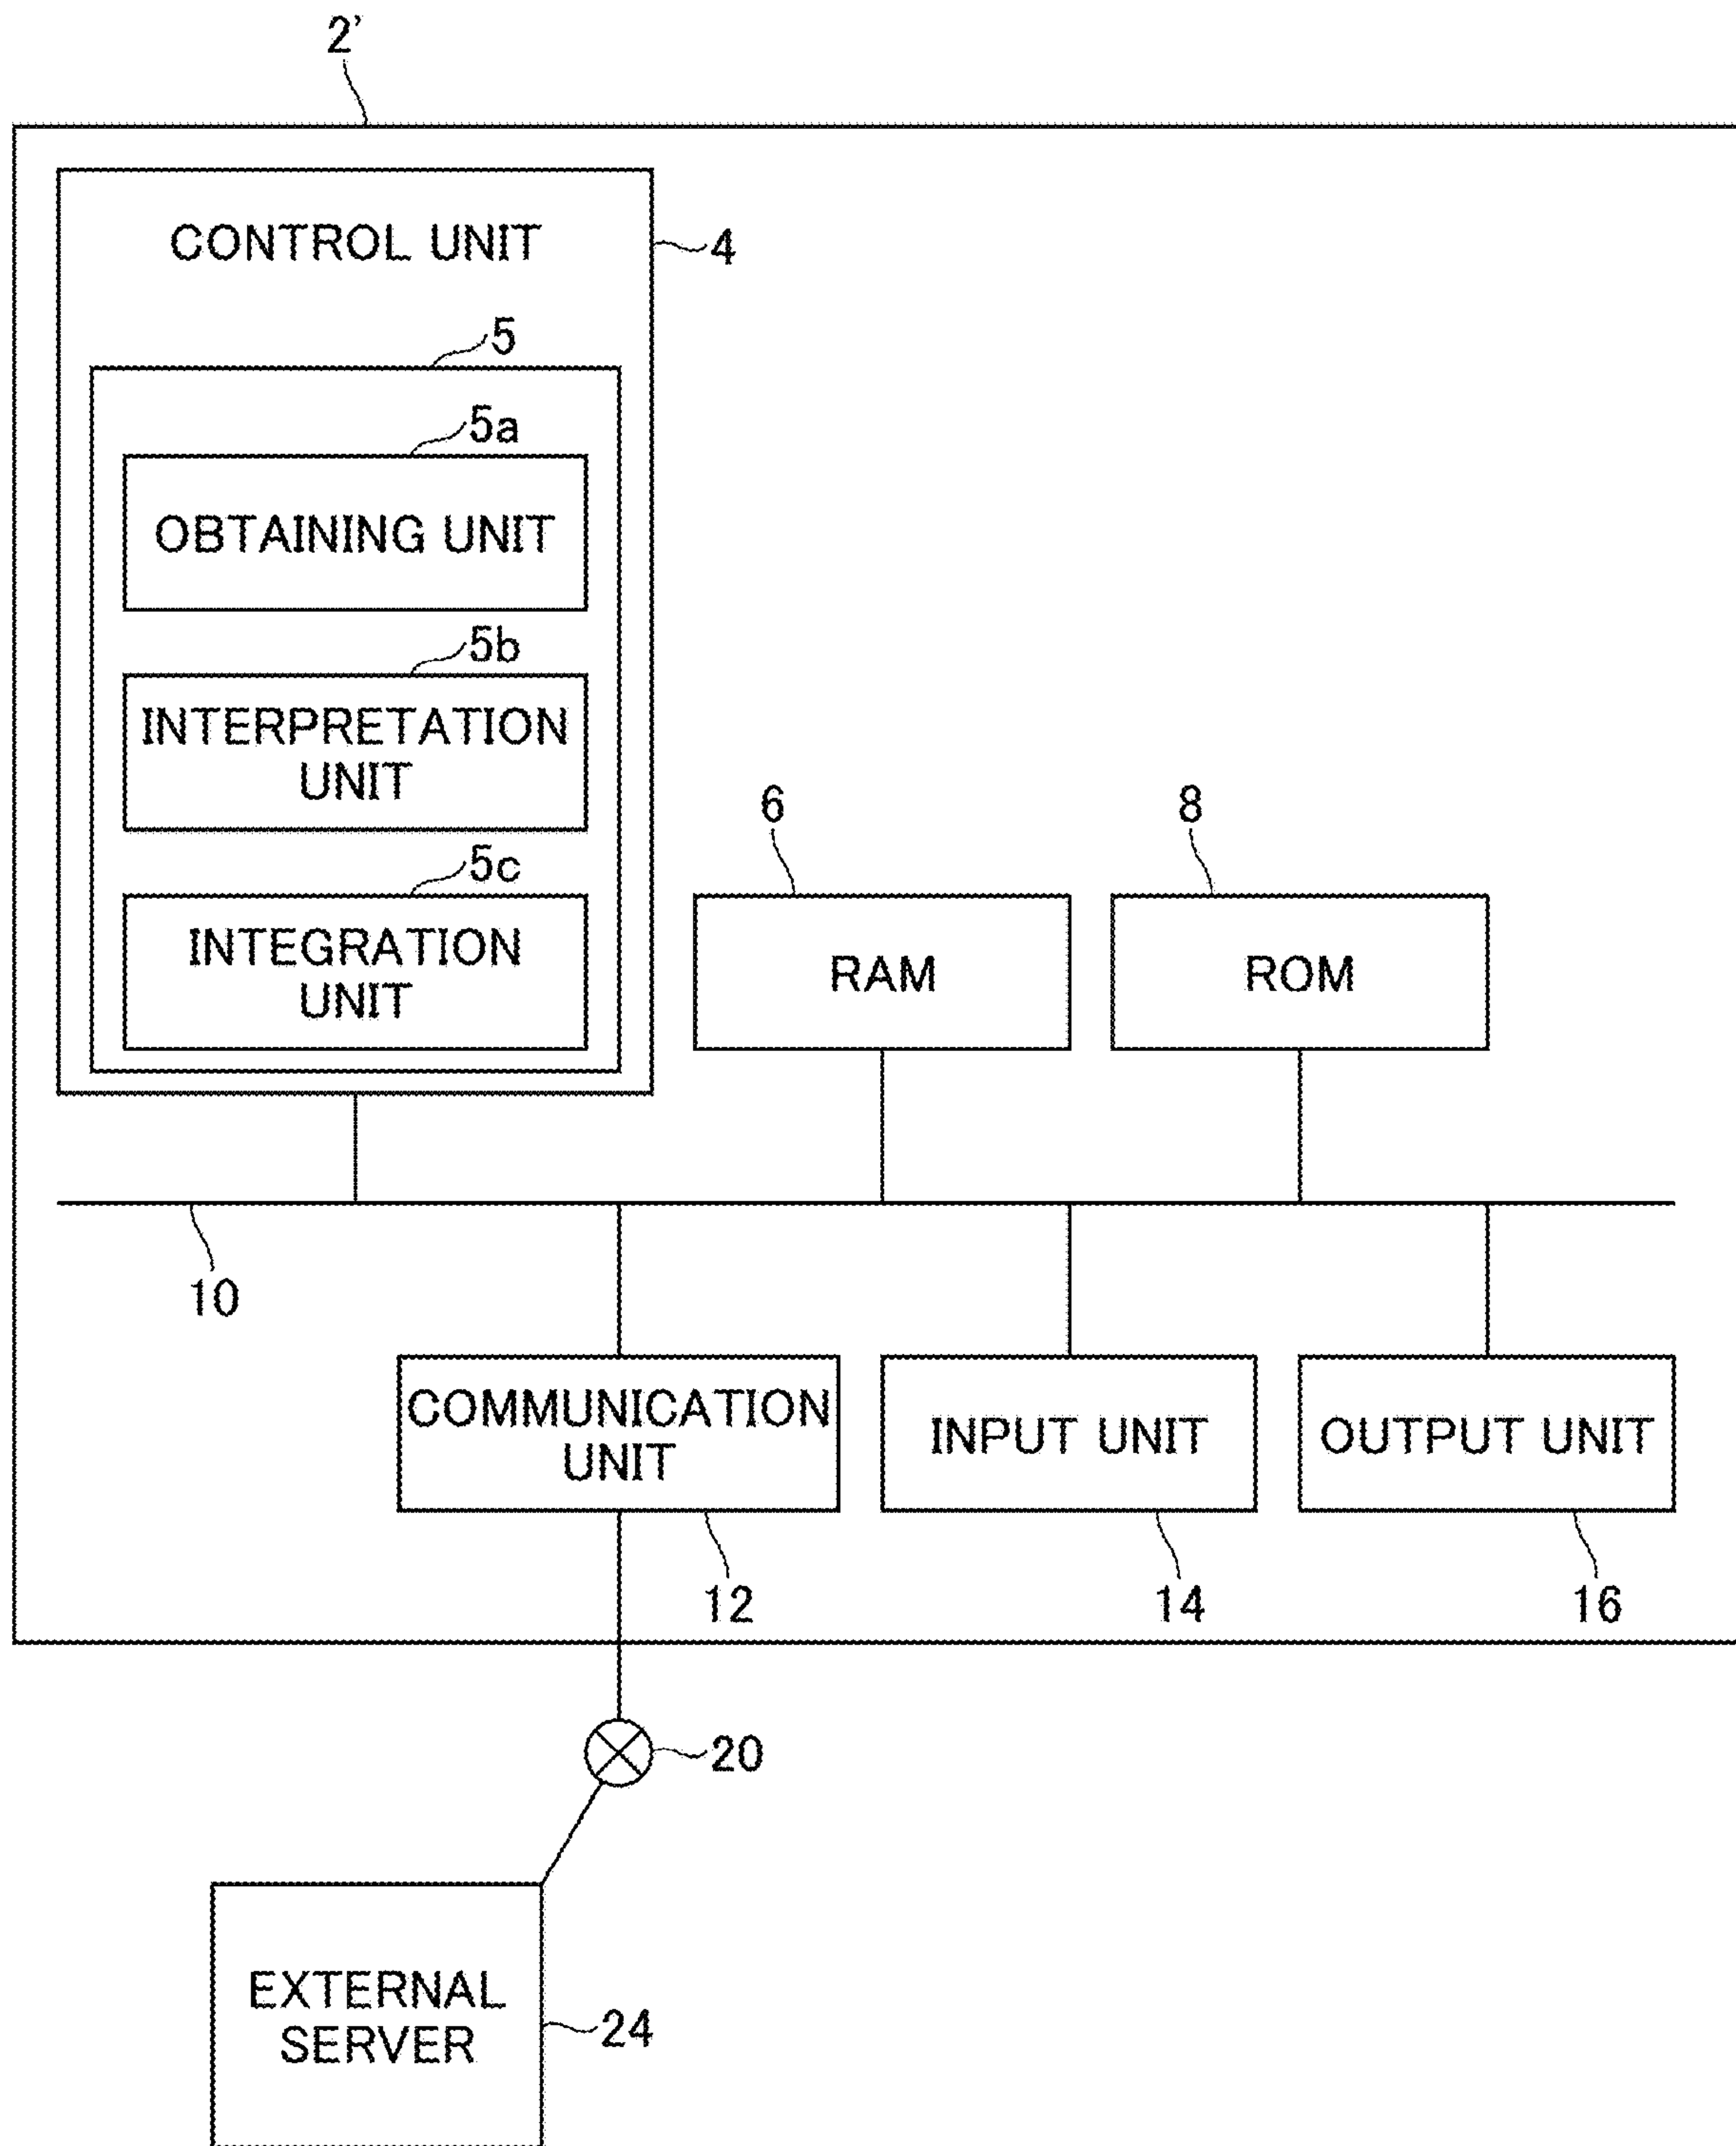 2'
CONTROL UNIT
4
5
5a
OBTAINING UNIT
5b
INTERPRETATION
UNIT
5c
INTEGRATION
UNIT
6
RAM
8
ROM
10
COMMUNICATION
UNIT
12
INPUT UNIT
14
OUTPUT UNIT
16
20
EXTERNAL
SERVER
24